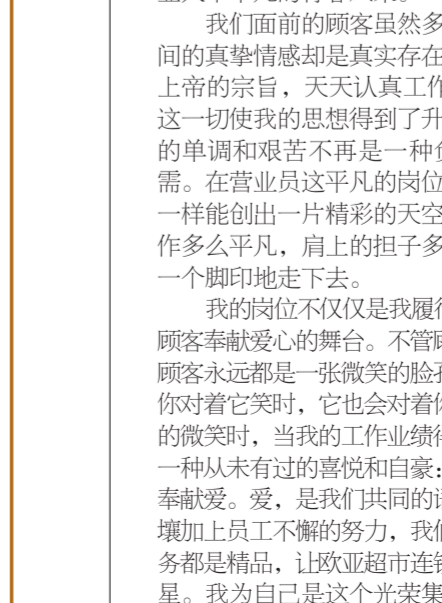 我们面前的顾客虽然多
间的真挚情感却是真实存在
上帝的宗旨，天天认真工作
这一切使我的思想得到了升
的单调和艰苦不再是一种负
需。在营业员这平凡的岗位
一样能创出一片精彩的天空
作多么平凡，肩上的担子多
一个脚印地走下去。
我的岗位不仅仅是我履行
顾客奉献爱心的舞台。不管顾
顾客永远都是一张微笑的脸孔
你对着它笑时，它也会对着你
的微笑时，当我的工作业绩得
一种从未有过的喜悦和自豪：
奉献爱。爱，是我们共同的语
壤加上员工不懈的努力，我们
务都是精品，让欧亚超市连锁
星。我为自己是这个光荣集